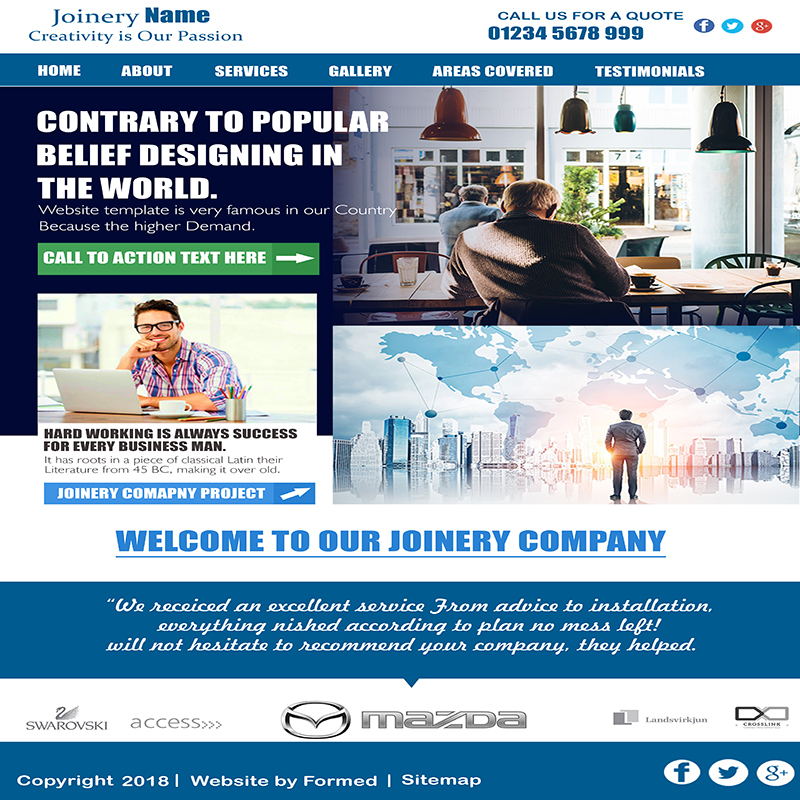 Joinery Name
Creativity is Our Passion
CALL US FOR A QUOTE
01234 5678 999
f
g+
HOME ABOUT SERVICES GALLERY AREAS COVERED TESTIMONIALS
CONTRARY TO POPULAR
BELIEF DESIGNING IN
THE WORLD.
Website template is very famous in our Country
Because the higher Demand.
CALL TO ACTION TEXT HERE
7 4
HARD WORKING IS ALWAYS SUCCESS
FOR EVERY BUSINESS MAN.
It has roots in a piece of classical Latin their
Literature from 45 BC, making it over old.
JOINERY COMAPNY PROJECT
WELCOME TO OUR JOINERY COMPANY
“We receiced an excellent service From advice to installation,
everything nished according to plan no mess left!
will not hesitate to recommend your company, they helped.
SWAROVSKI
access>>>
mazda
Landsvirkjun
CROSSLINK
Copyright 2018 | Website by Formed | Sitemap
f
g+